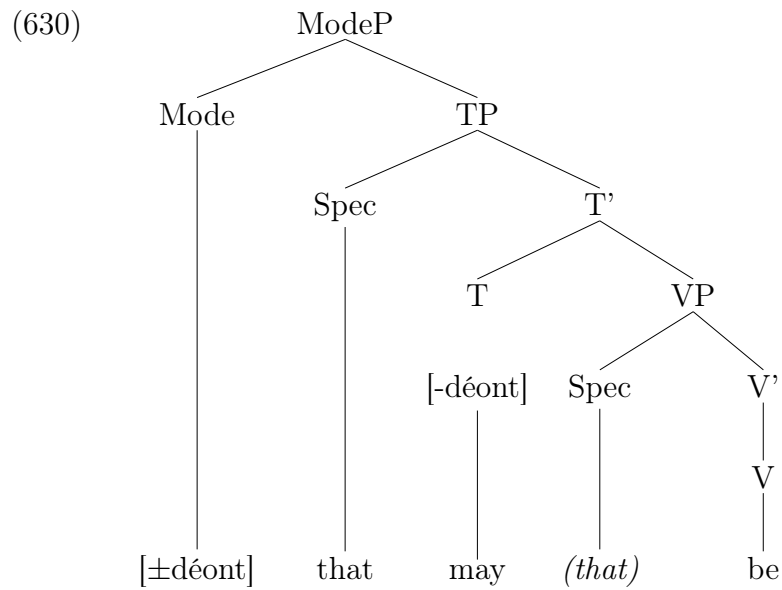 (630) ModeP
Mode TP
Spec T'
T VP
[-déont] Spec V'
V
[±déont] that may (that) be